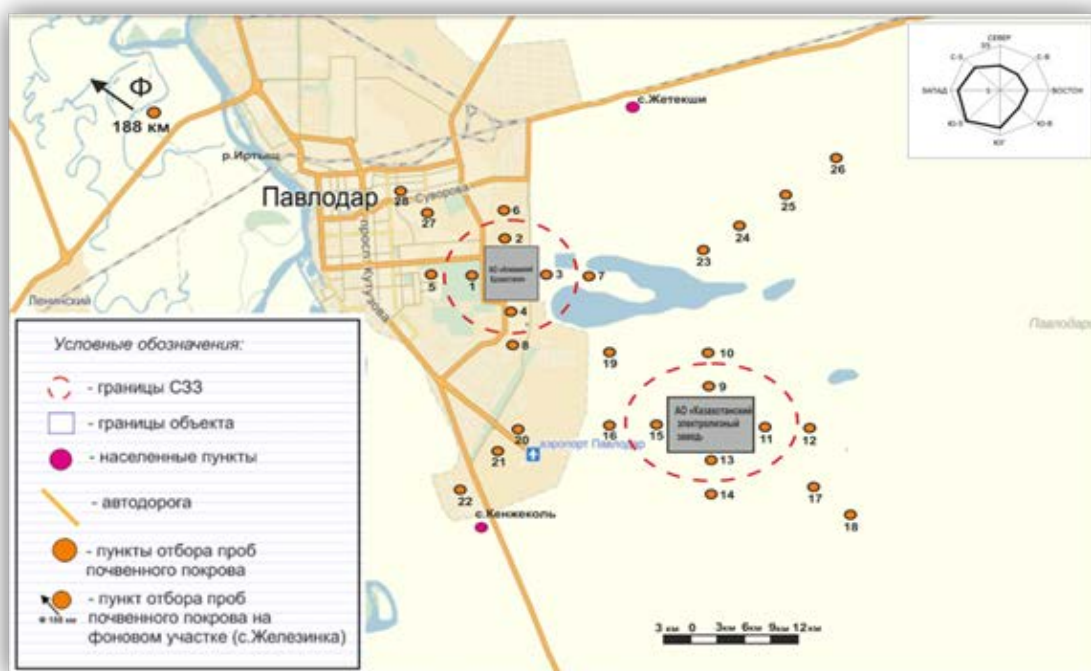 СЕВЕР
С-В
ВОСТОК
Ю-В
ЮГ
Ю-З
ЗАПАД
Ф
188 км
р.Иртыш
с.Жетекши
Павлодар
Суворова
просп. Кутузова
Ленинский
Павлодар
28
27
6
2
5
1
3
7
4
8
26
25
24
23
19
10
9
АО «Казахстанский
электролизный
завод»
16
15
11
12
13
14
17
18
20
аэропорт Павлодар
21
22
с.Кенжеколь
Условные обозначения:
- границы СЗЗ
- границы объекта
- населенные пункты
- автодорога
- пункты отбора проб
почвенного покрова
- пункт отбора проб
почвенного покрова на
фоновом участке (с.Железинка)
Ф 188 км
3 км 0 3км 6км 9км 12км